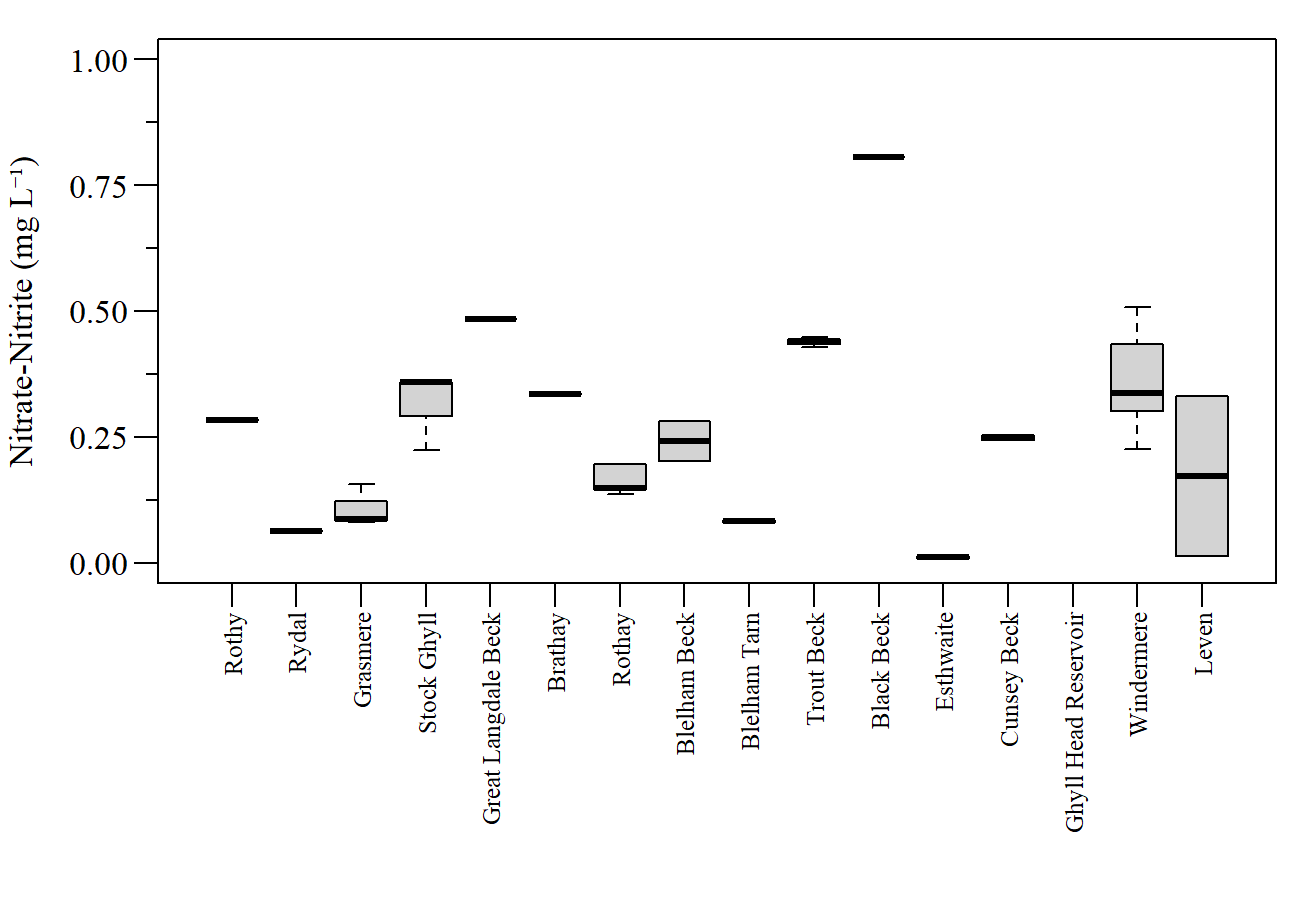 Nitrate-Nitrite (mg L⁻¹)
1.00
0.75
0.50
0.25
0.00
Rothy
Rydal
Grasmere
Stock Ghyll
Great Langdale Beck
Brathay
Rothay
Blelham Beck
Blelham Tarn
Trout Beck
Black Beck
Esthwaite
Cunsey Beck
Ghyll Head Reservoir
Windermere
Leven